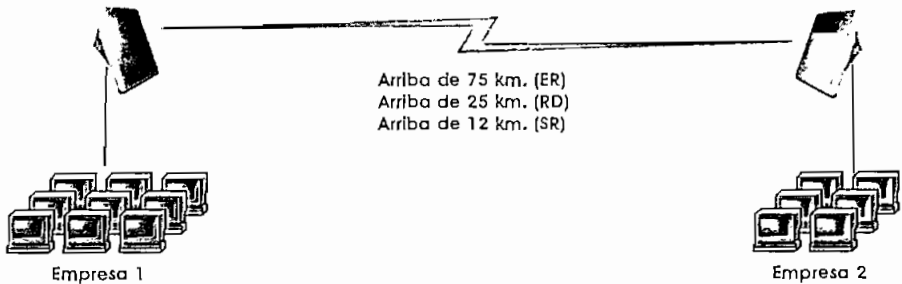 Arriba de 75 km. (ER)
Arriba de 25 km. (RD)
Arriba de 12 km. (SR)
Empresa 1
Empresa 2